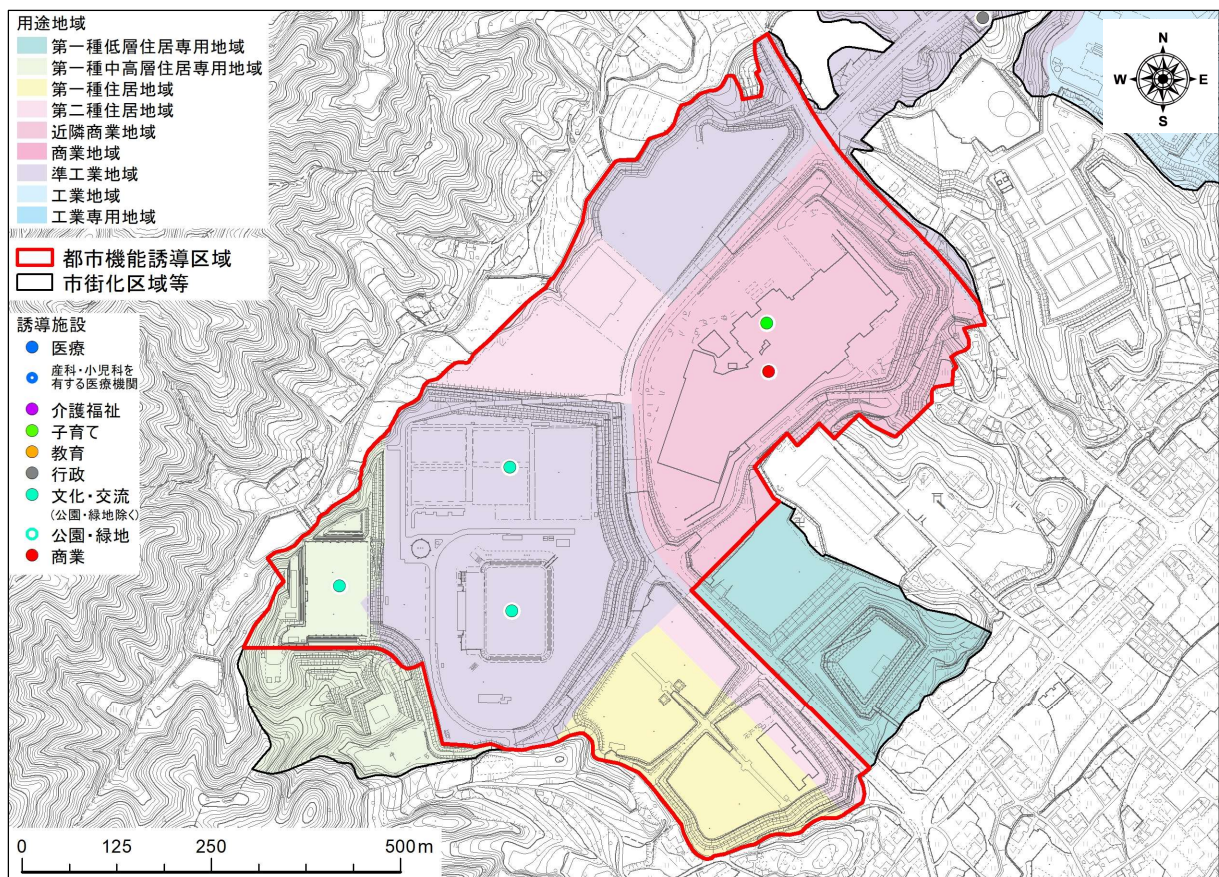 用途地域
第一種低層住居専用地域
第一種中高層住居専用地域
第一種住居地域
第二種住居地域
近隣商業地域
商業地域
準工業地域
工業地域
工業専用地域
都市機能誘導区域
市街化区域等
誘導施設
医療
産科・小児科を
有する医療機関
介護福祉
子育て
教育
行政
文化・交流
(公園・緑地除く)
公園・緑地
商業
N
W E
S
0 125 250 500m